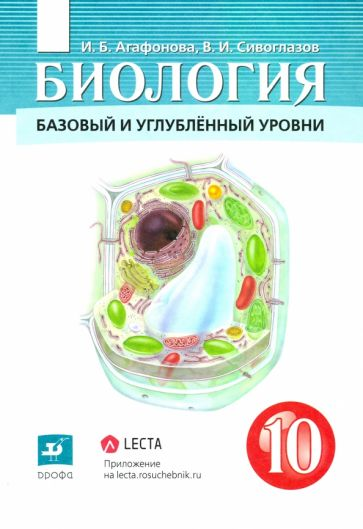 И. Б. Агафонова, В. И. Сивоглазов
БИОЛОГИЯ
БАЗОВЫЙ И УГЛУБЛЁННЫЙ УРОВНИ
10
дрофа
LECTA
Приложение
на lecta.rosuchebnik.ru